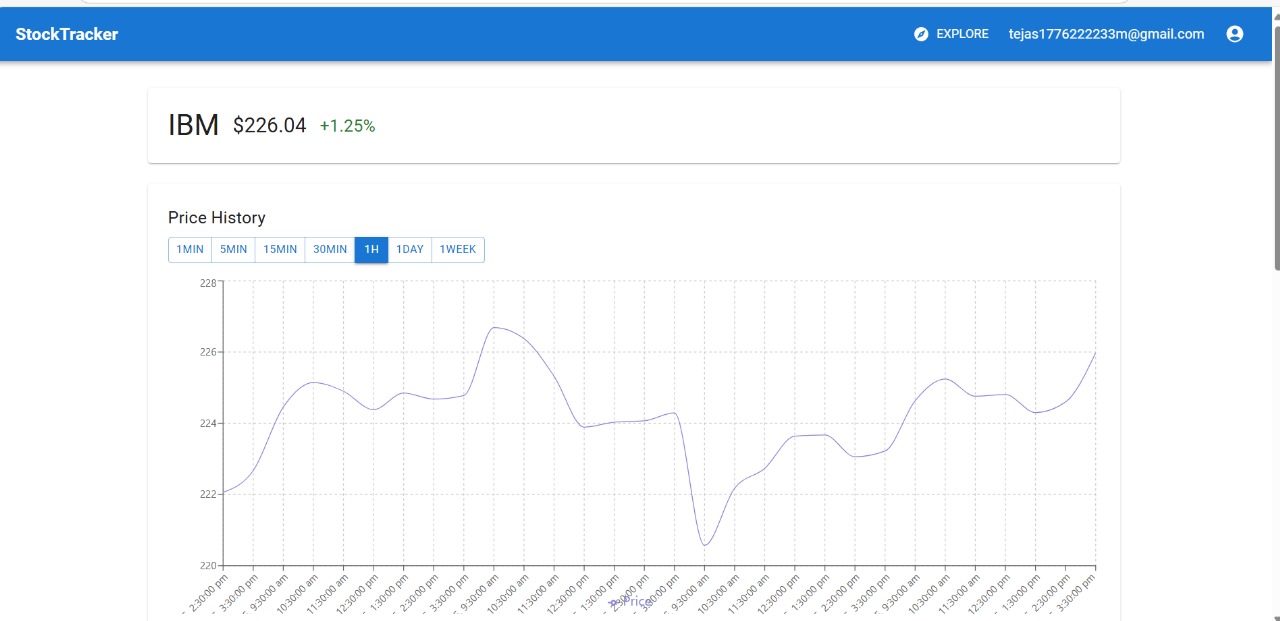 StockTracker
EXPLORE
tejas1776222233m@gmail.com
IBM $226.04 +1.25%
Price History
1MIN 5MIN 15MIN 30MIN 1H 1DAY 1WEEK
228
226
224
222
220
2:30:00 pm 3:30:00 pm 9:30:00 am 10:30:00 am 11:30:00 am 12:30:00 pm 1:30:00 pm 2:30:00 pm 3:30:00 pm 9:30:00 am 10:30:00 am 11:30:00 am 12:30:00 pm 1:30:00 pm 2:30:00 pm 3:30:00 pm 9:30:00 am 10:30:00 am 11:30:00 am 12:30:00 pm 1:30:00 pm 2:30:00 pm 3:30:00 pm 9:30:00 am 10:30:00 am 11:30:00 am 12:30:00 pm 1:30:00 pm 2:30:00 pm 3:30:00 pm
Price